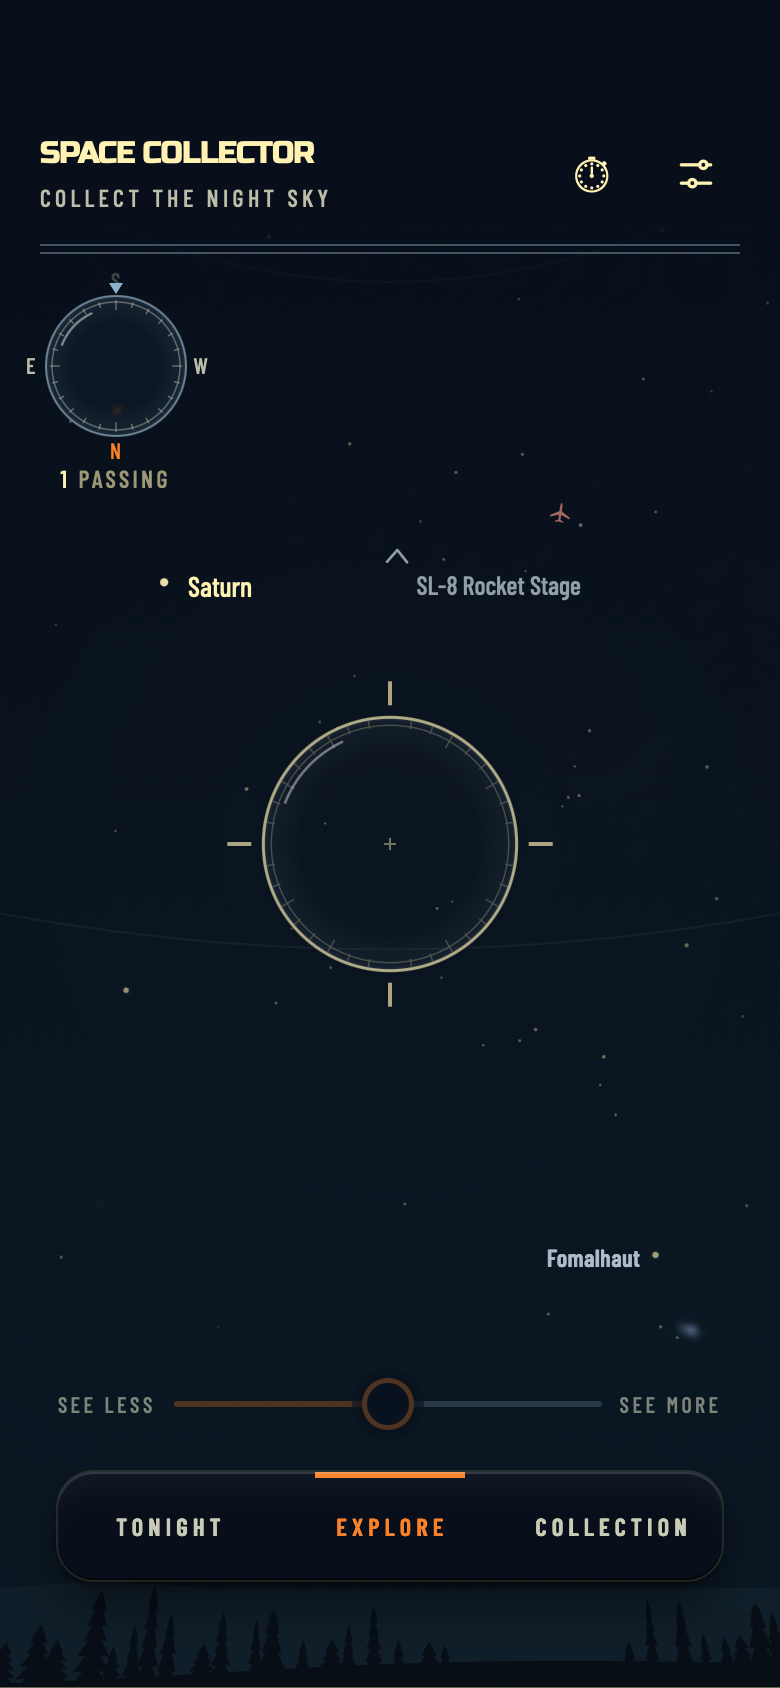 SPACE COLLECTOR
COLLECT THE NIGHT SKY
S
E
W
N
1 PASSING
Saturn
SL-8 Rocket Stage
Fomalhaut
SEE LESS
SEE MORE
TONIGHT
EXPLORE
COLLECTION